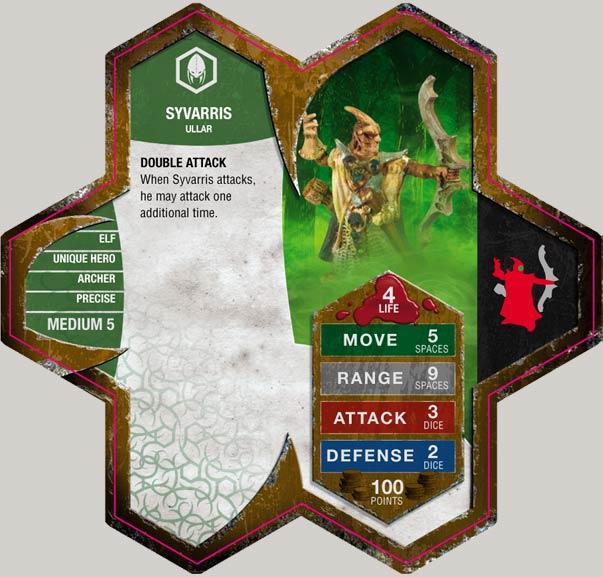 SYVARRIS
ULLAR
DOUBLE ATTACK
When Syvarris attacks,
he may attack one
additional time.
ELF
UNIQUE HERO
ARCHER
PRECISE
MEDIUM 5
4
LIFE
MOVE 5
SPACES
RANGE 9
SPACES
ATTACK 3
DICE
DEFENSE 2
DICE
100
POINTS